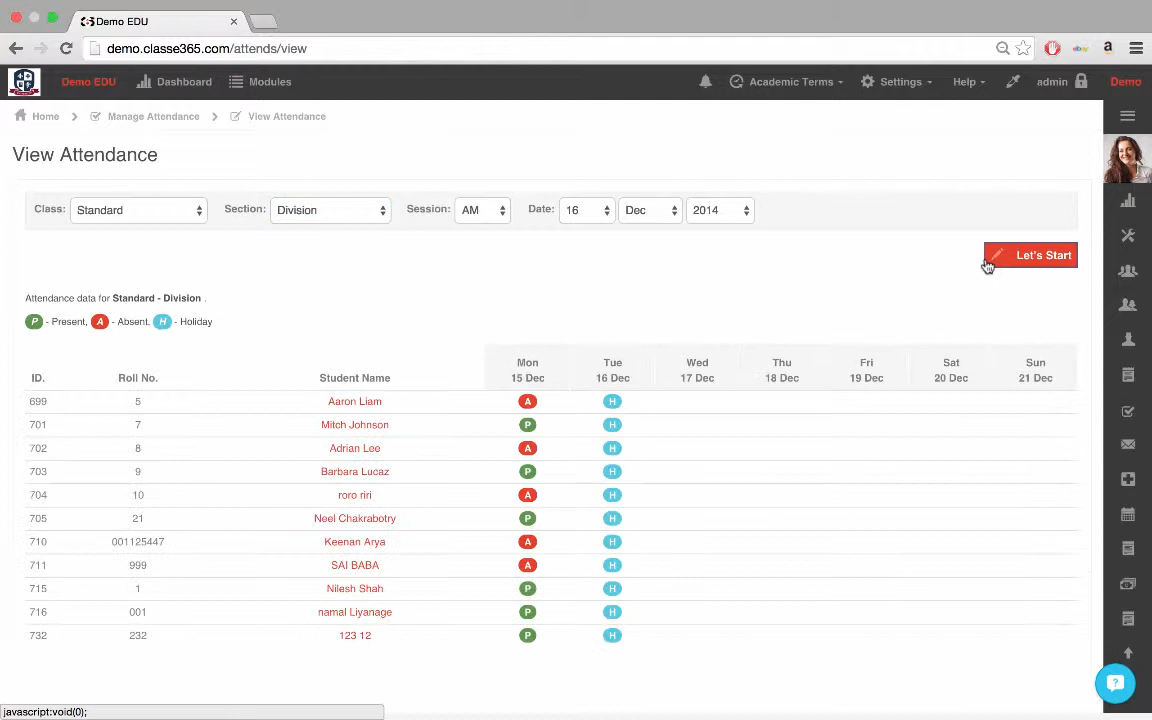 Demo EDU
demo.classe365.com/attends/view
Demo EDU Dashboard Modules Academic Terms Settings Help admin Demo
Home Manage Attendance View Attendance
View Attendance
Class: Standard Section: Division Session: AM Date: 16 Dec 2014
Let's Start
Attendance data for Standard - Division .
P - Present, A - Absent, H - Holiday
Mon Tue Wed Thu Fri Sat Sun
ID. Roll No. Student Name 15 Dec 16 Dec 17 Dec 18 Dec 19 Dec 20 Dec 21 Dec
699 5 Aaron Liam A H
701 7 Mitch Johnson P H
702 8 Adrian Lee A H
703 9 Barbara Lucaz P H
704 10 roro riri A H
705 21 Neel Chakrabotry P H
710 001125447 Keenan Arya A H
711 999 SAI BABA A H
715 1 Nilesh Shah P H
716 001 namal Liyanage P H
732 232 123 12 P H
javascript:void(0);